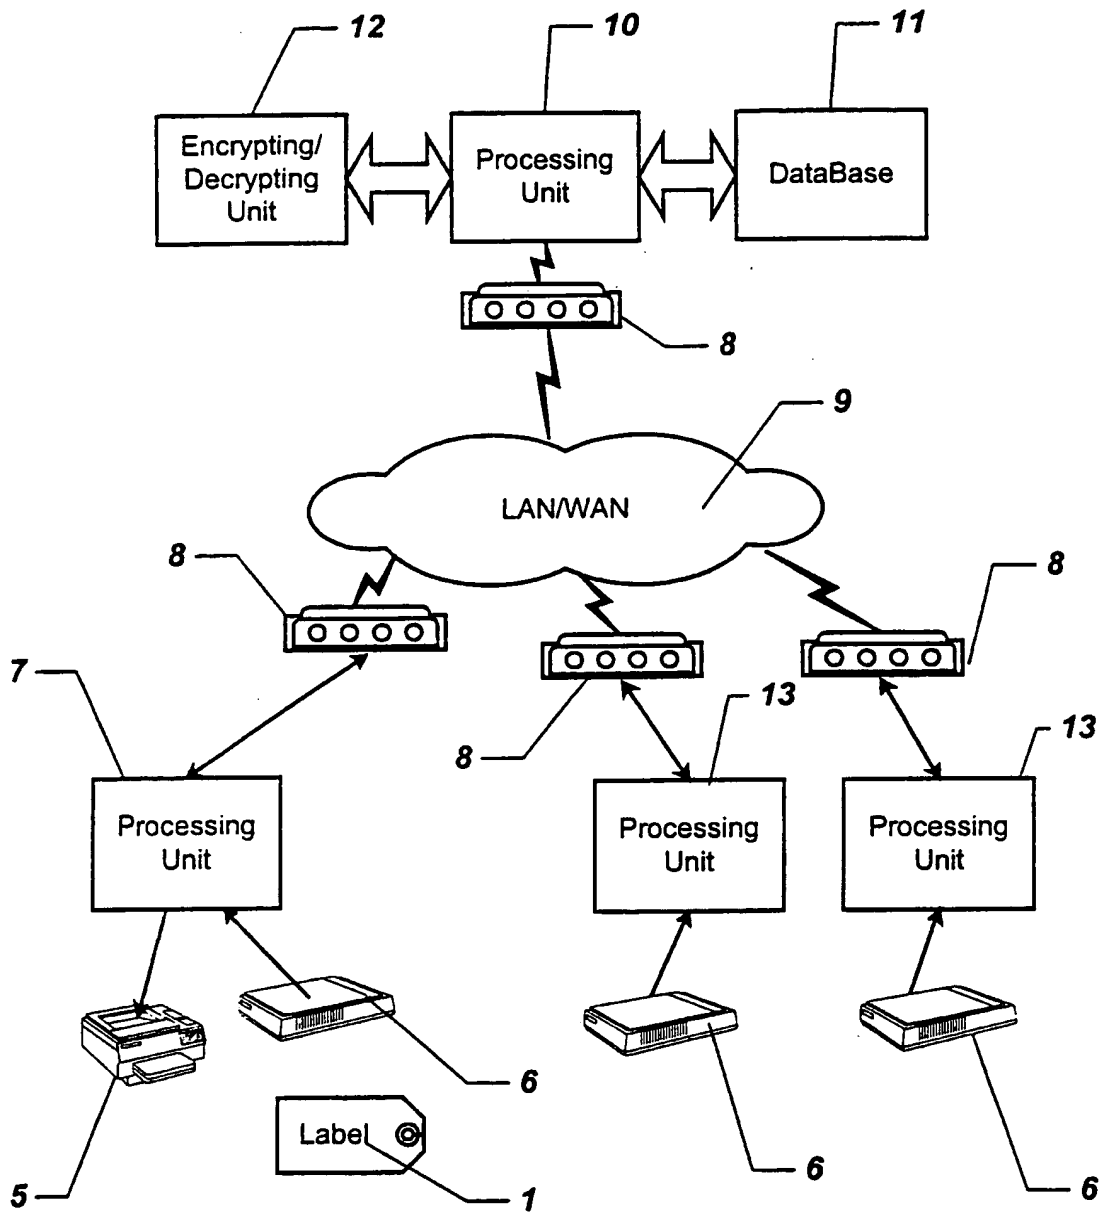 12
10
11
Encrypting/
Decrypting
Unit
Processing
Unit
DataBase
8
9
LAN/WAN
8
8
7
8
13
13
Processing
Unit
Processing
Unit
Processing
Unit
6
Label
5
1
6
6